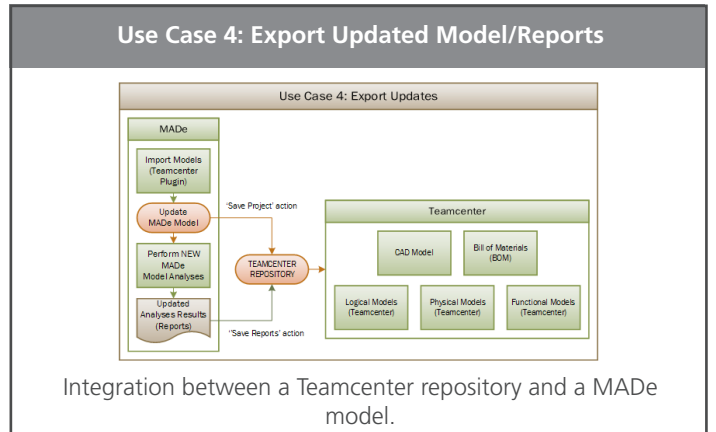 Use Case 4: Export Updated Model/Reports
Use Case 4: Export Updates
MADe
Import Models
(Teamcenter
Plugin)
Update
MADe Model
Perform NEW
MADe
Model Analyses
Updated
Analyses Results
(Reports)
'Save Project' action
TEAMCENTER
REPOSITORY
"Save Reports' action
Teamcenter
CAD Model
Bill of Materials
(BOM)
Logical Models
(Teamcenter)
Physical Models
(Teamcenter)
Functional Models
(Teamcenter)
Integration between a Teamcenter repository and a MADe
model.